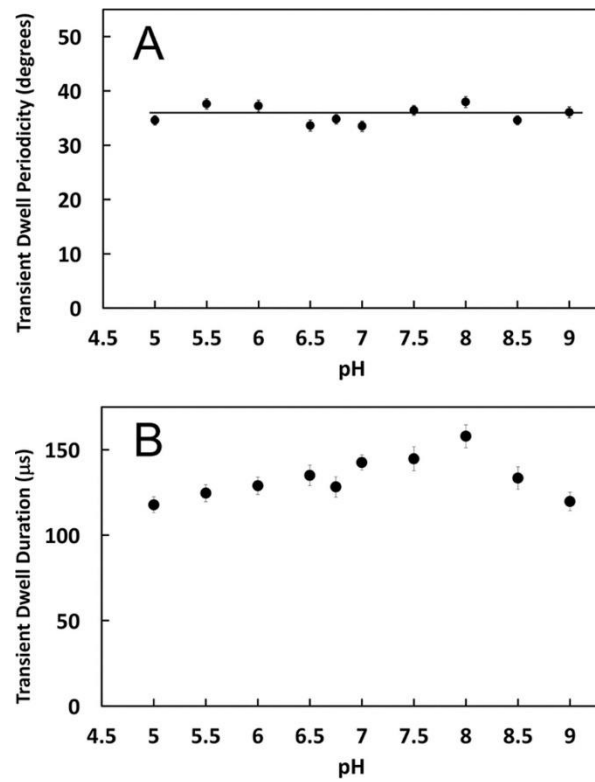 A
Transient Dwell Periodicity (degrees)
50
40
30
20
10
0
4.5 5 5.5 6 6.5 7 7.5 8 8.5 9
pH
B
Transient Dwell Duration (μs)
150
100
50
0
4.5 5 5.5 6 6.5 7 7.5 8 8.5 9
pH